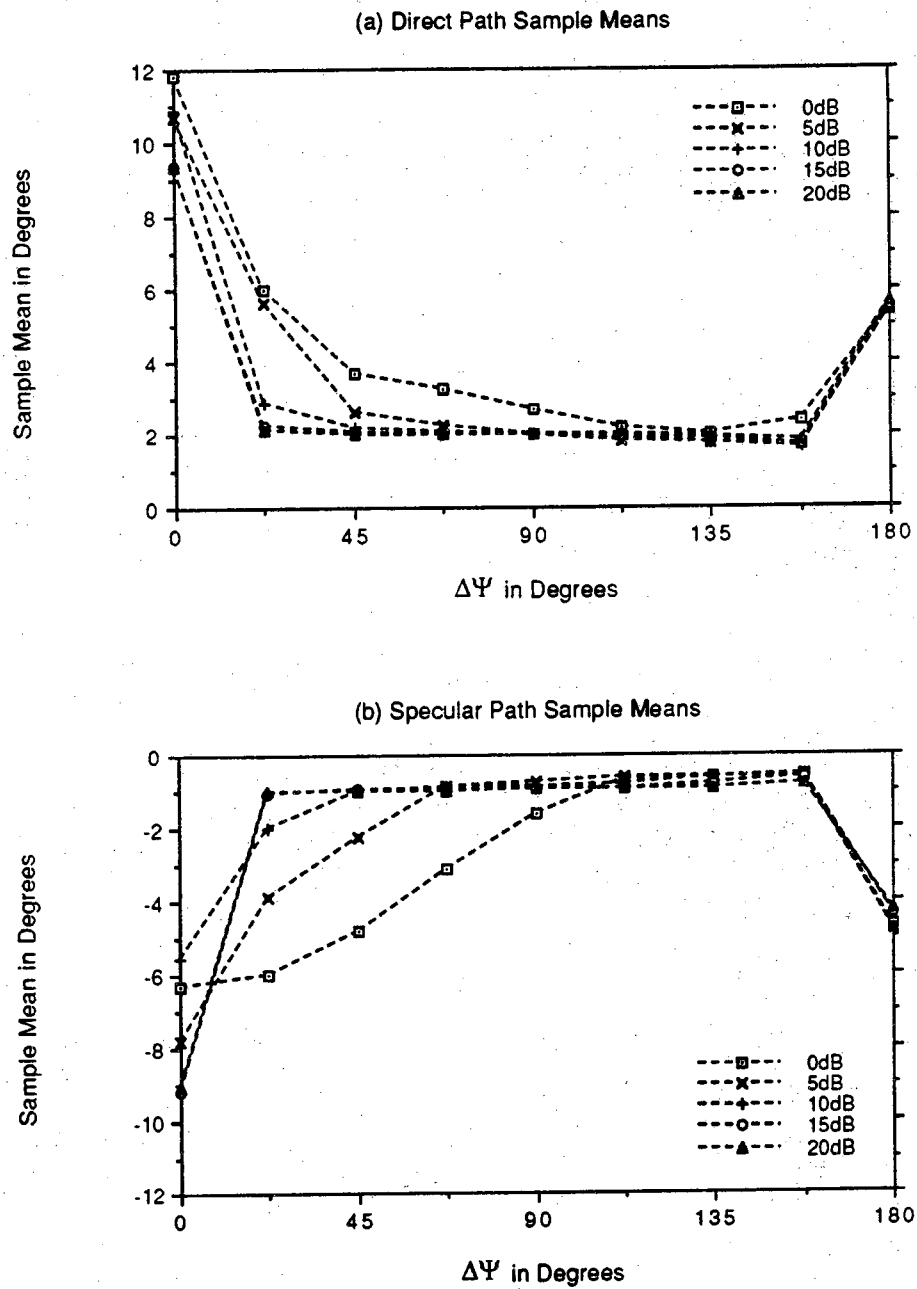 (a) Direct Path Sample Means
12
10
8
6
4
2
0
0 45 90 135 180
Sample Mean in Degrees
ΔΨ in Degrees
0dB
5dB
10dB
15dB
20dB
(b) Specular Path Sample Means
0
-2
-4
-6
-8
-10
-12
0 45 90 135 180
Sample Mean in Degrees
ΔΨ in Degrees
0dB
5dB
10dB
15dB
20dB